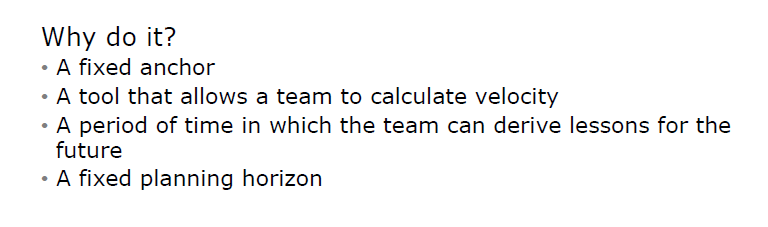 Why do it?
• A fixed anchor
• A tool that allows a team to calculate velocity
• A period of time in which the team can derive lessons for the
future
• A fixed planning horizon